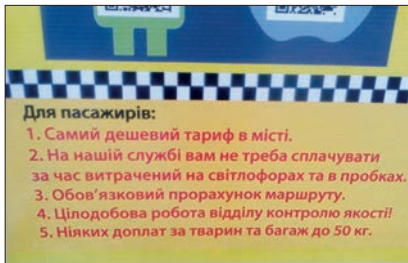 Для пасажирів:
1. Самий дешевий тариф в місті.
2. На нашій службі вам не треба сплачувати
за час витрачений на світлофорах та в пробках.
3. Обов'язковий прорахунок маршруту.
4. Цілодобова робота відділу контролю якості!
5. Ніяких доплат за тварин та багаж до 50 кг.